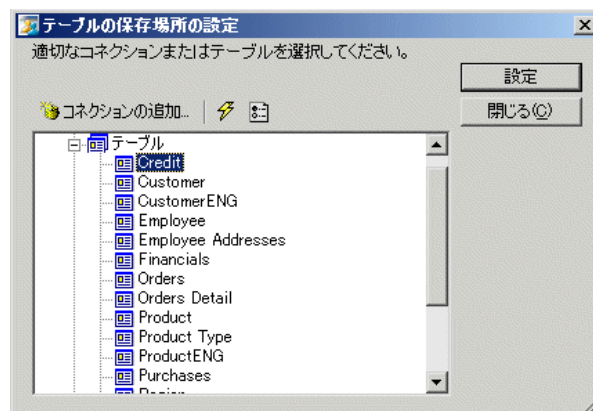 テーブルの保存場所の設定
適切なコネクションまたはテーブルを選択してください。
設定
コネクションの追加...
閉じる(C)
テーブル
Credit
Customer
CustomerENG
Employee
Employee Addresses
Financials
Orders
Orders Detail
Product
Product Type
ProductENG
Purchases